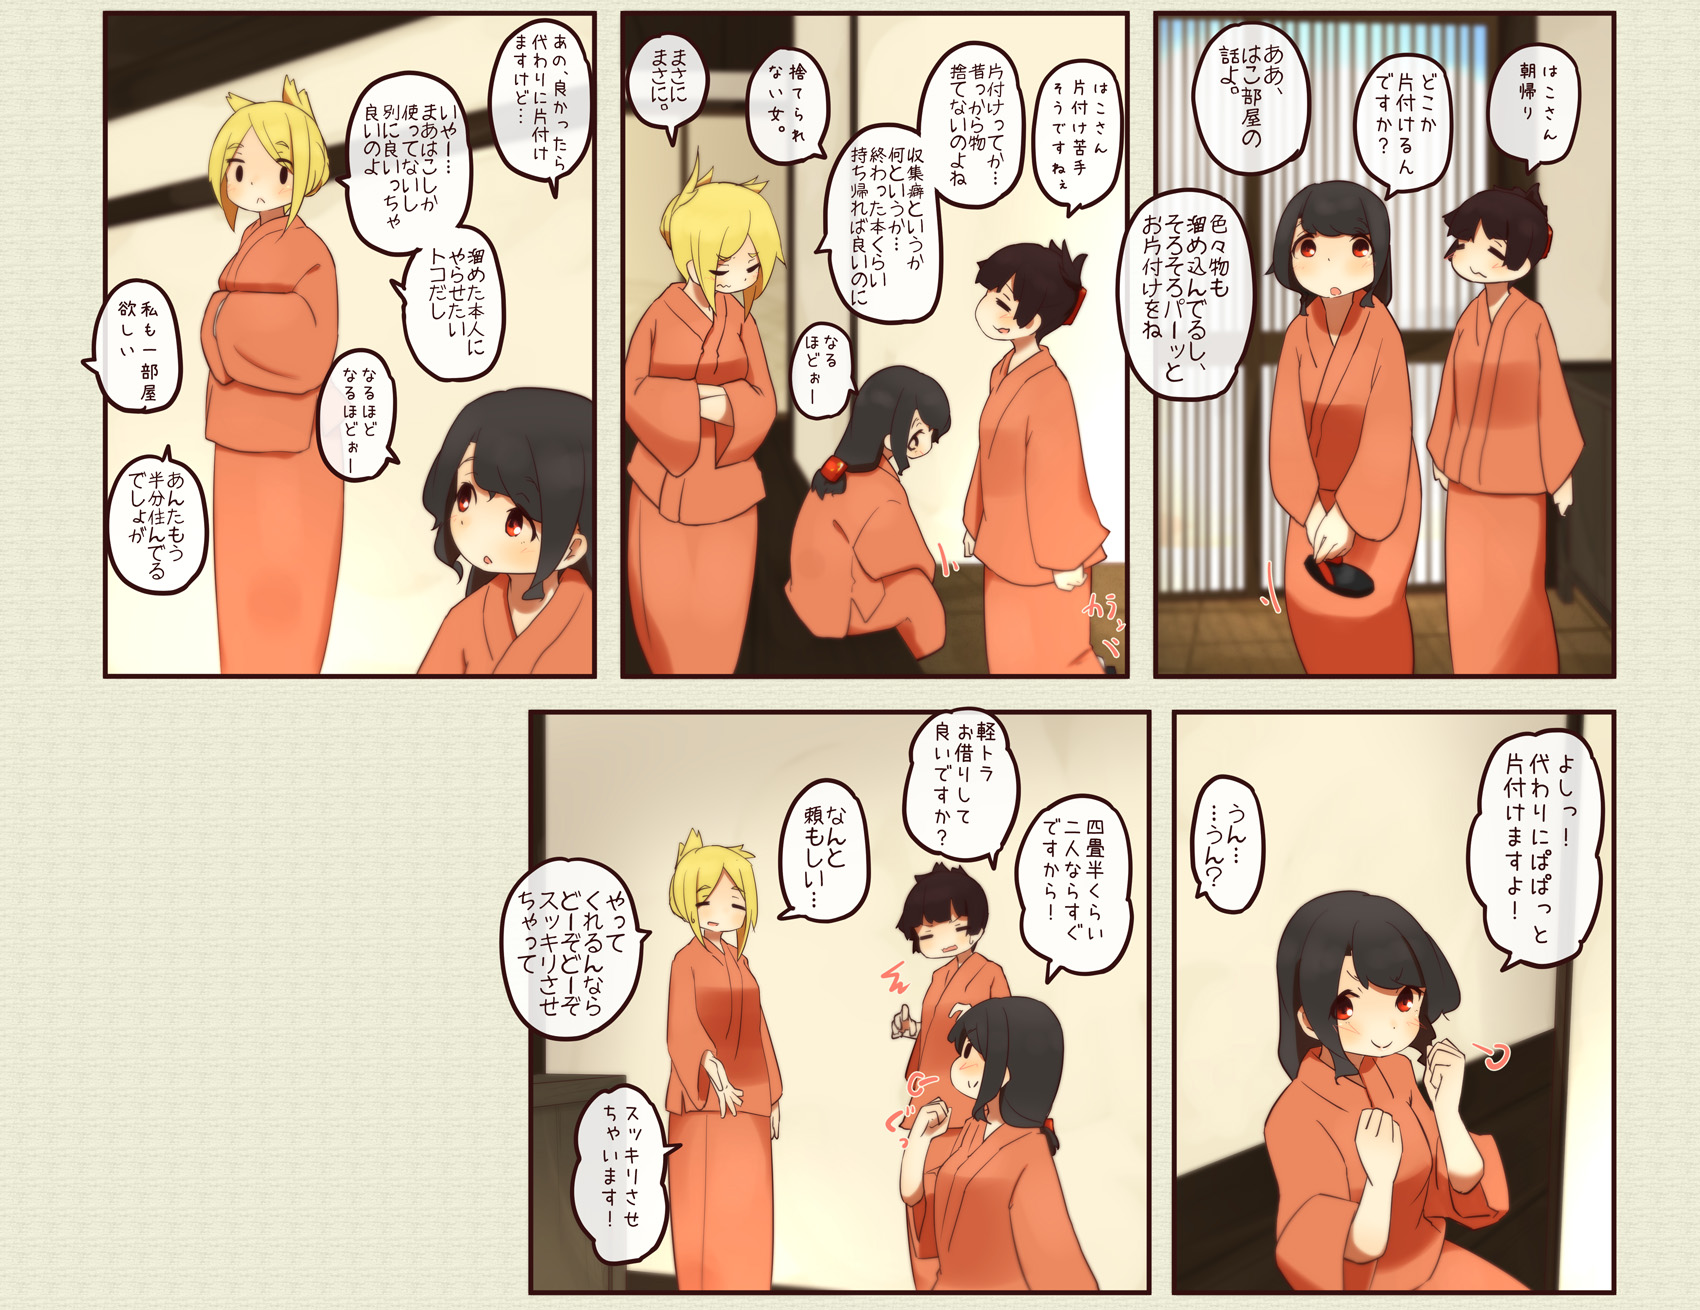 はこさん
朝帰り
どこか
片付けるん
ですか?
ああ、
はこ部屋の
話よ。
色々物も
溜め込んでるし、
そろそろパーッと
お片付けをね
はこさん
片付け苦手
そうですねぇ
片付けってか…
昔っから物
捨てないのよね
収集癖というか
何というか…
終わった本くらい
持ち帰れば良いのに
捨てられ
ない女。
まさに
まさに。
なる
ほどぉー
カラッ
あの、良かったら
代わりに片付け
ますけど…
いやー…
まあはこしか
使ってないし
別に良いっちゃ
良いのよ
溜めた本人に
やらせたい
トコだし
なるほど
なるほどぉー
私も一部屋
欲しい
あんたもう
半分住んでる
でしょが
よしっ!
代わりにぱぱっと
片付けますよ!
うん…
…うん?
四畳半くらい
二人ならすぐ
ですから!
軽トラ
お借りして
良いですか?
なんと
頼もしい…
やって
くれるんなら
どーぞどーぞ
スッキリさせ
ちゃって
スッキリさせ
ちゃいます!